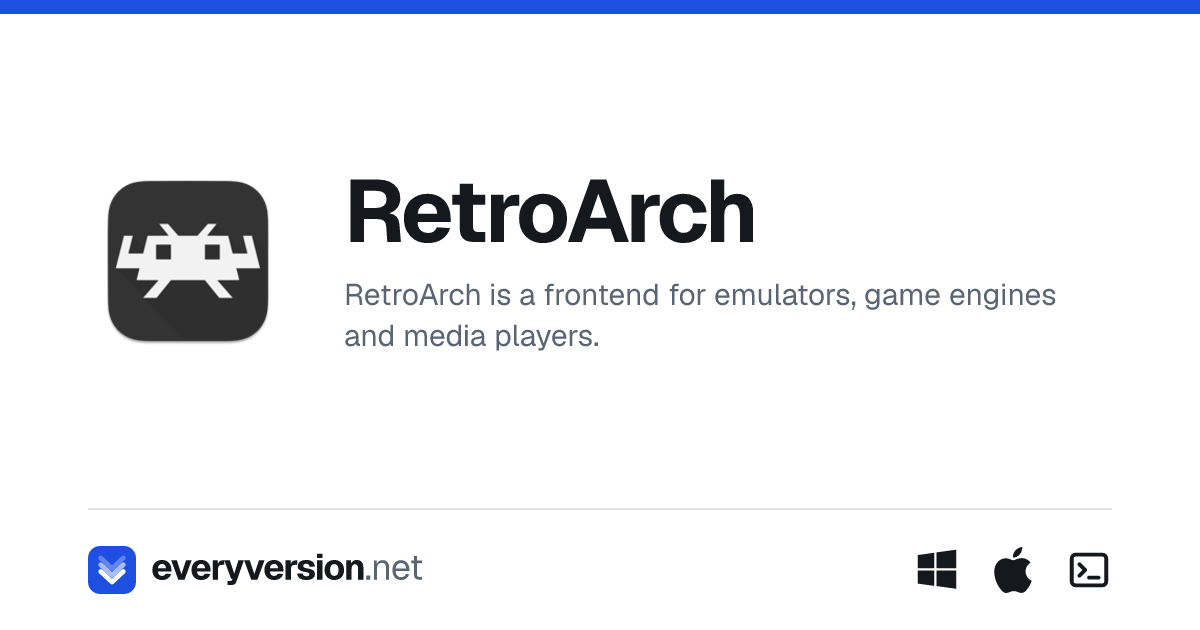 RetroArch
RetroArch is a frontend for emulators, game engines
and media players.
everyversion.net